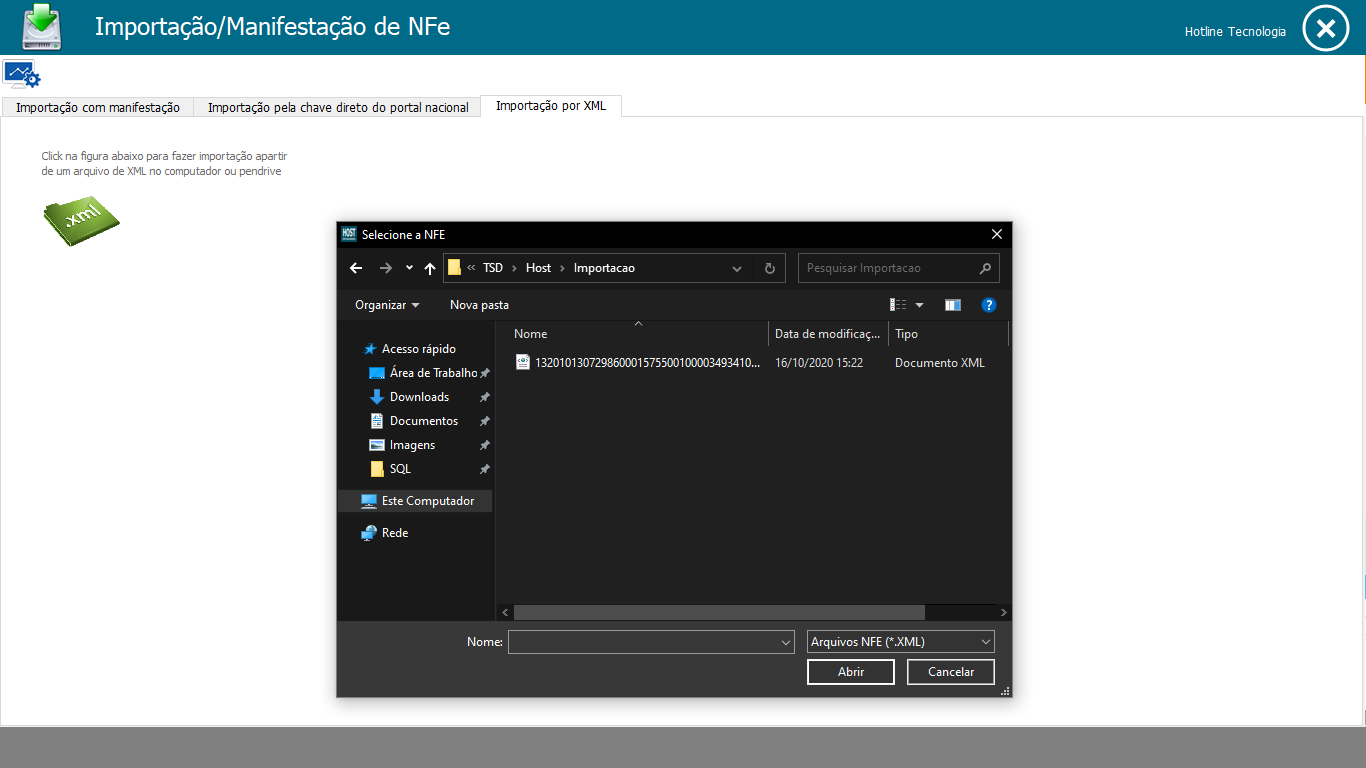 Importação/Manifestação de NFe
Hotline Tecnologia
Importação com manifestação
Importação pela chave direto do portal nacional
Importação por XML
Click na figura abaixo para fazer importação apartir
de um arquivo de XML no computador ou pendrive
.xml
HOST
Selecione a NFE
« TSD › Host › Importacao
Pesquisar Importacao
Organizar
Nova pasta
?
Nome
Data de modificaç...
Tipo
Acesso rápido
132010130729860001575500100003493410...
16/10/2020 15:22
Documento XML
Área de Trabalho
Downloads
Documentos
Imagens
SQL
Este Computador
Rede
Nome:
Arquivos NFE (*.XML)
Abrir
Cancelar